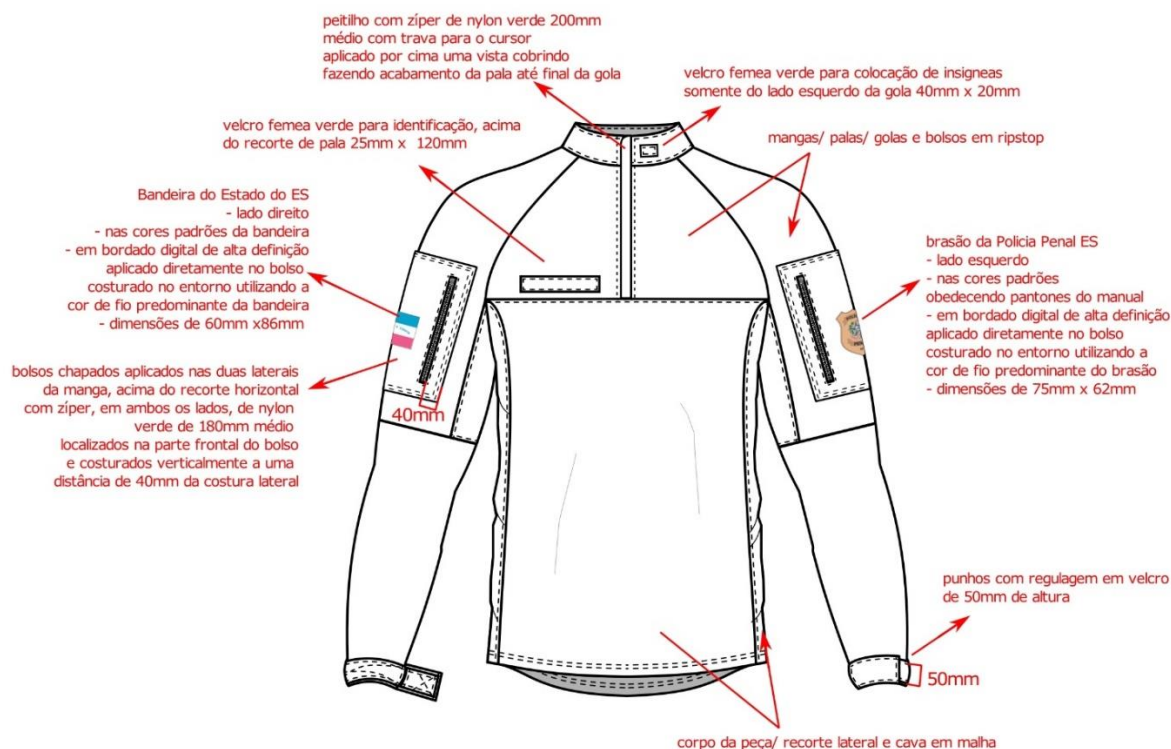 peitilho com zíper de nylon verde 200mm
médio com trava para o cursor
aplicado por cima uma vista cobrindo
fazendo acabamento da pala até final da gola
velcro femea verde para colocação de insigneas
somente do lado esquerdo da gola 40mm x 20mm
velcro femea verde para identificação, acima
do recorte de pala 25mm x 120mm
mangas/ palas/ golas e bolsos em ripstop
Bandeira do Estado do ES
- lado direito
- nas cores padrões da bandeira
- em bordado digital de alta definição
aplicado diretamente no bolso
costurado no entorno utilizando a
cor de fio predominante da bandeira
- dimensões de 60mm x86mm
brasão da Policia Penal ES
- lado esquerdo
- nas cores padrões
obedecendo pantones do manual
- em bordado digital de alta definição
aplicado diretamente no bolso
costurado no entorno utilizando a
cor de fio predominante do brasão
- dimensões de 75mm x 62mm
bolsos chapados aplicados nas duas laterais
da manga, acima do recorte horizontal
com zíper, em ambos os lados, de nylon
verde de 180mm médio
localizados na parte frontal do bolso
e costurados verticalmente a uma
distância de 40mm da costura lateral
40mm
punhos com regulagem em velcro
de 50mm de altura
50mm
corpo da peça/ recorte lateral e cava em malha